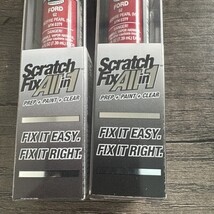 FORD
Scratch
Fix All in 1
PREP + PAINT + CLEAR
FIX IT EASY.
FIX IT RIGHT.
FORD
Scratch
Fix All in 1
PREP + PAINT + CLEAR
FIX IT EASY.
FIX IT RIGHT.